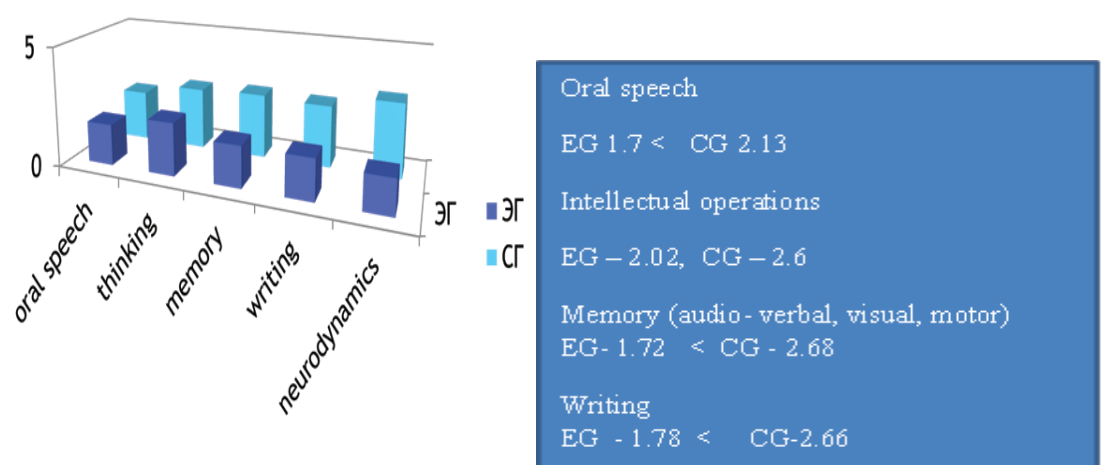 5
0
oral speech
thinking
memory
writing
neurodynamics
ЭГ
ЭГ
СГ
Oral speech
EG 1.7 < CG 2.13
Intellectual operations
EG – 2.02, CG – 2.6
Memory (audio- verbal, visual, motor)
EG- 1.72 < CG - 2.68
Writing
EG - 1.78 < CG-2.66